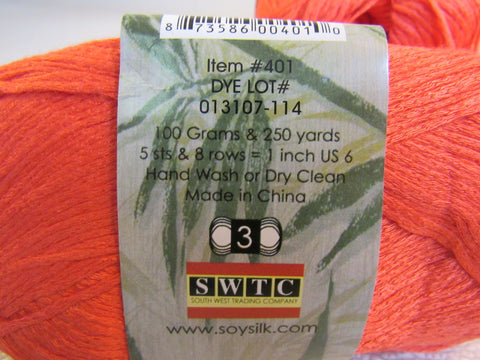 8 73586 00401 0
Item #401
DYE LOT#
013107-114
100 Grams & 250 yards
5 sts & 8 rows = 1 inch US 6
Hand Wash or Dry Clean
Made in China
3
SWTC
SOUTH WEST TRADING COMPANY
www.soysilk.com